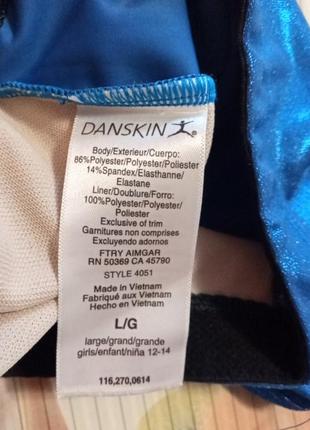 DANSKIN ®
Body/Exterieur/Cuerpo:
86%Polyester/Polyester/Poliester
14%Spandex/Elasthanne/
Elastane
Liner/Doublure/Forro:
100%Polyester/Polyester/
Poliester
Exclusive of trim
Garnitures non comprises
Excluyendo adornos
FTRY AIMGAR
RN 50369 CA 45790
STYLE 4051
Made in Vietnam
Fabriqué aux Vietnam
Hecho en Vietnam
L/G
large/grand/grande
girls/enfant/niña 12-14
116,270,0614